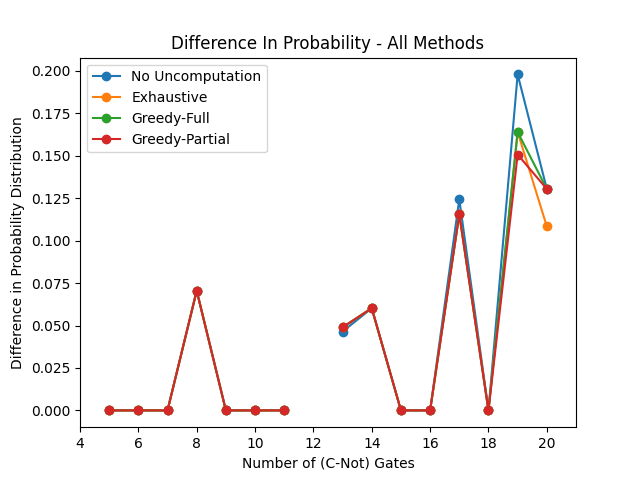 Difference In Probability - All Methods
No Uncomputation
Exhaustive
Greedy-Full
Greedy-Partial
Difference in Probability Distribution
0.200
0.175
0.150
0.125
0.100
0.075
0.050
0.025
0.000
4 6 8 10 12 14 16 18 20
Number of (C-Not) Gates